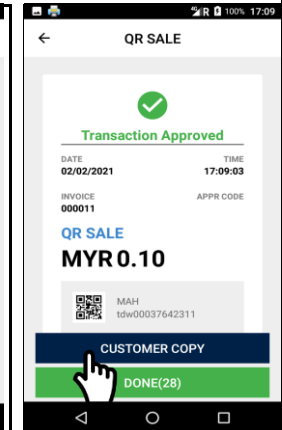 R 100% 17:09
QR SALE
Transaction Approved
DATE TIME
02/02/2021 17:09:03
INVOICE APPR CODE
000011
QR SALE
MYR 0.10
MAH
tdw00037642311
CUSTOMER COPY
DONE(28)